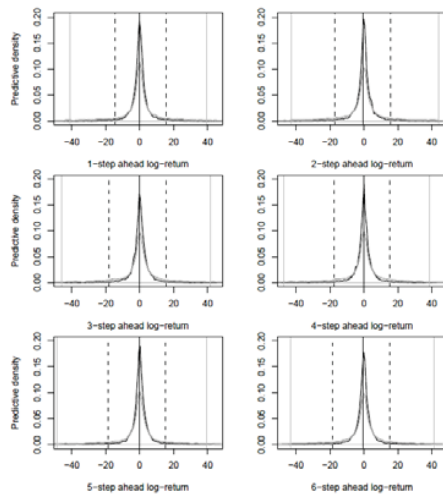 Predictive density
0.00 0.05 0.10 0.15 0.20
−40 −20 0 20 40
1−step ahead log−return
0.00 0.05 0.10 0.15 0.20
−40 −20 0 20 40
2−step ahead log−return
Predictive density
0.00 0.05 0.10 0.15 0.20
−40 −20 0 20 40
3−step ahead log−return
0.00 0.05 0.10 0.15 0.20
−40 −20 0 20 40
4−step ahead log−return
Predictive density
0.00 0.05 0.10 0.15 0.20
−40 −20 0 20 40
5−step ahead log−return
0.00 0.05 0.10 0.15 0.20
−40 −20 0 20 40
6−step ahead log−return